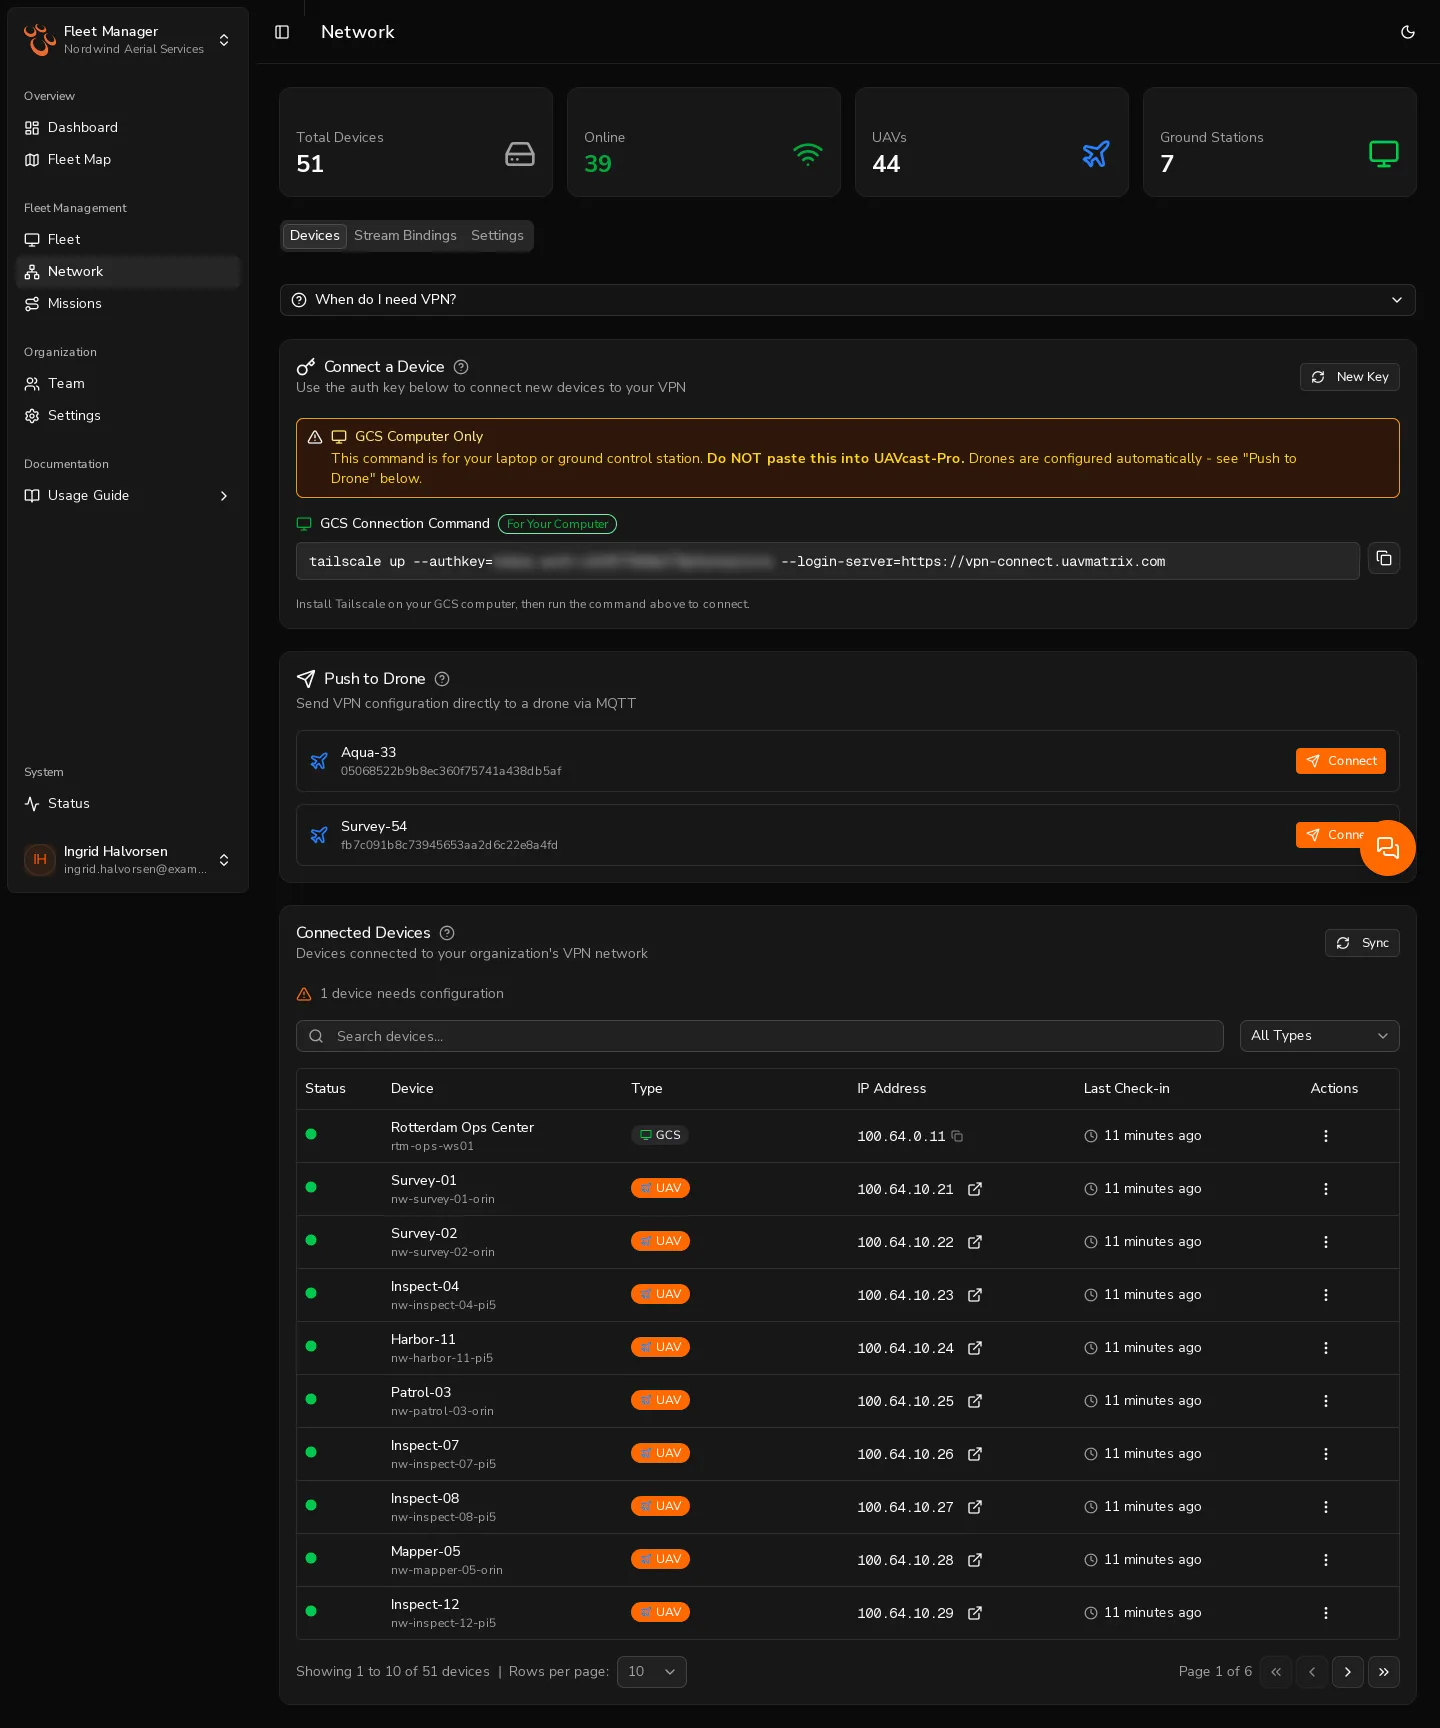 Fleet Manager
Nordwind Aerial Services
Network
Overview
Dashboard
Fleet Map
Fleet Management
Fleet
Network
Missions
Organization
Team
Settings
Documentation
Usage Guide
System
Status
IH
Ingrid Halvorsen
ingrid.halvorsen@exam...
Total Devices
51
Online
39
UAVs
44
Ground Stations
7
Devices Stream Bindings Settings
When do I need VPN?
Connect a Device
Use the auth key below to connect new devices to your VPN
New Key
GCS Computer Only
This command is for your laptop or ground control station. Do NOT paste this into UAVcast-Pro. Drones are configured automatically - see "Push to
Drone" below.
GCS Connection Command For Your Computer
tailscale up --authkey= --login-server=https://vpn-connect.uavmatrix.com
Install Tailscale on your GCS computer, then run the command above to connect.
Push to Drone
Send VPN configuration directly to a drone via MQTT
Aqua-33
05068522b9b8ec360f75741a438db5af
Connect
Survey-54
fb7c091b8c73945653aa2d6c22e8a4fd
Conne
Connected Devices
Devices connected to your organization's VPN network
Sync
1 device needs configuration
Search devices...
All Types
Status Device Type IP Address Last Check-in Actions
Rotterdam Ops Center
rtm-ops-ws01
GCS 100.64.0.11 11 minutes ago
Survey-01
nw-survey-01-orin
UAV 100.64.10.21 11 minutes ago
Survey-02
nw-survey-02-orin
UAV 100.64.10.22 11 minutes ago
Inspect-04
nw-inspect-04-pi5
UAV 100.64.10.23 11 minutes ago
Harbor-11
nw-harbor-11-pi5
UAV 100.64.10.24 11 minutes ago
Patrol-03
nw-patrol-03-orin
UAV 100.64.10.25 11 minutes ago
Inspect-07
nw-inspect-07-pi5
UAV 100.64.10.26 11 minutes ago
Inspect-08
nw-inspect-08-pi5
UAV 100.64.10.27 11 minutes ago
Mapper-05
nw-mapper-05-orin
UAV 100.64.10.28 11 minutes ago
Inspect-12
nw-inspect-12-pi5
UAV 100.64.10.29 11 minutes ago
Showing 1 to 10 of 51 devices | Rows per page: 10
Page 1 of 6